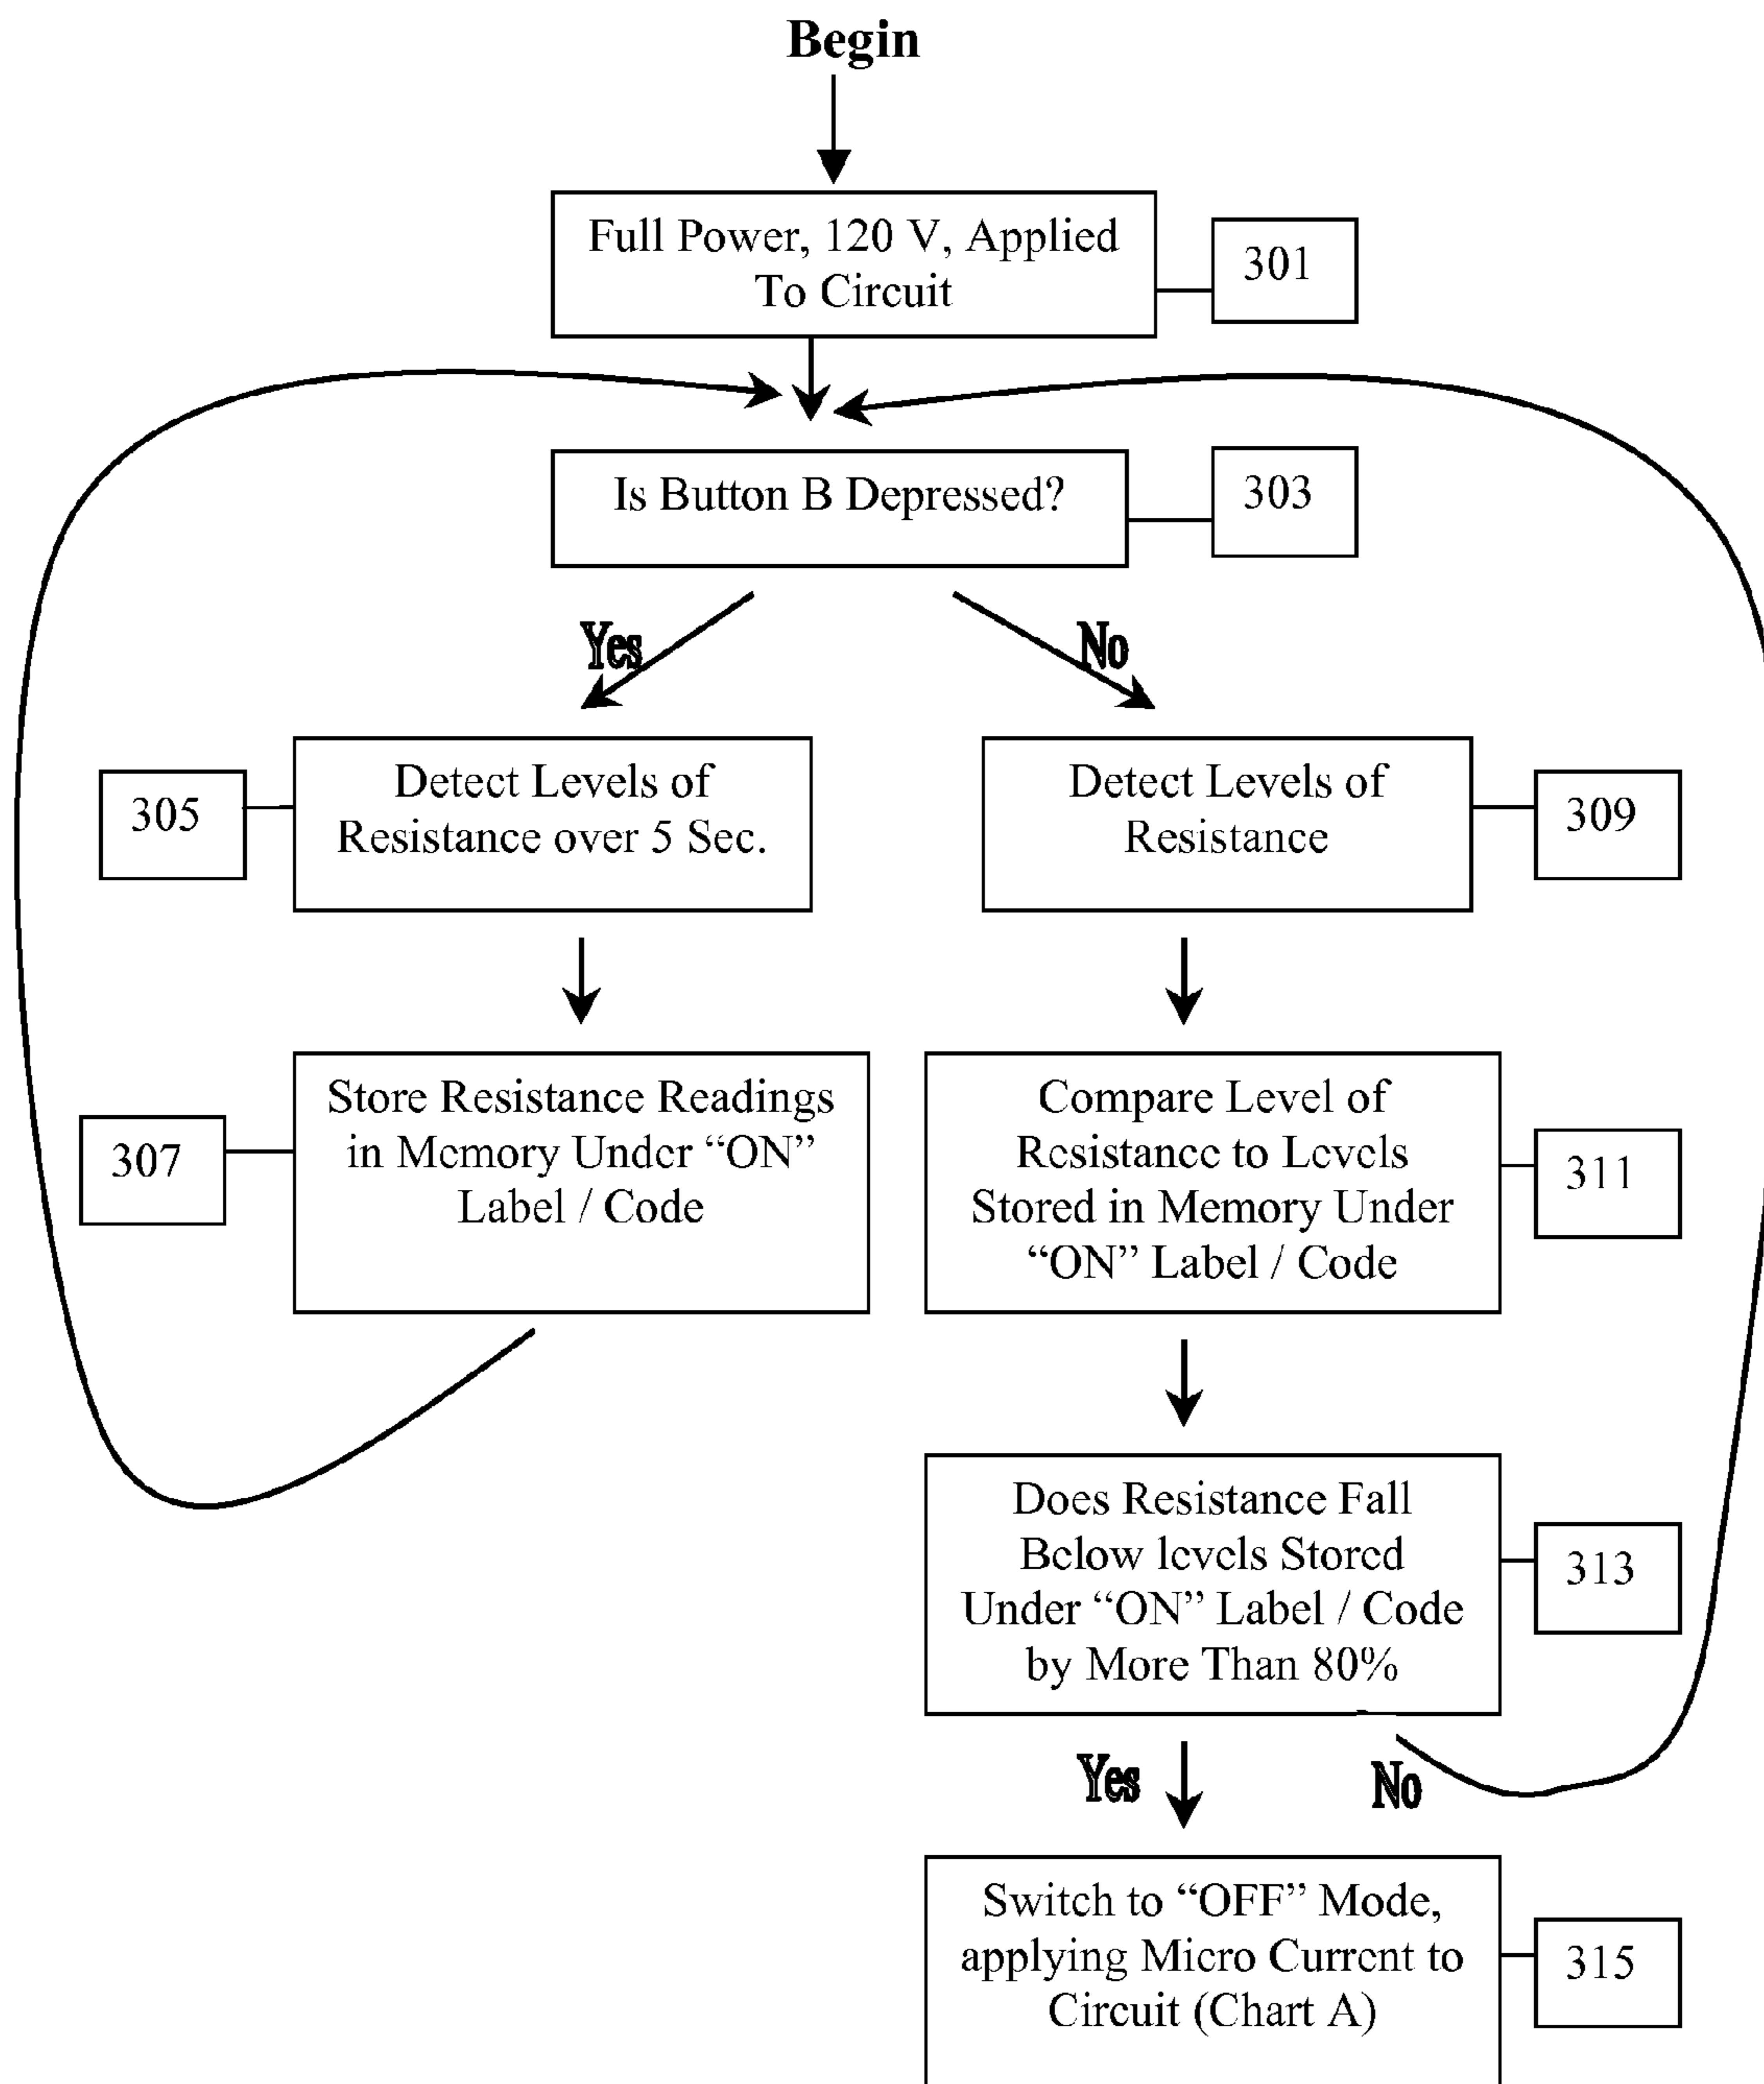 Begin
Full Power, 120 V, Applied
To Circuit
301
Is Button B Depressed?
303
Yes
No
Detect Levels of
Resistance over 5 Sec.
305
Detect Levels of
Resistance
309
Store Resistance Readings
in Memory Under “ON”
Label / Code
307
Compare Level of
Resistance to Levels
Stored in Memory Under
“ON” Label / Code
311
Does Resistance Fall
Below levels Stored
Under “ON” Label / Code
by More Than 80%
313
Yes
No
Switch to “OFF” Mode,
applying Micro Current to
Circuit (Chart A)
315